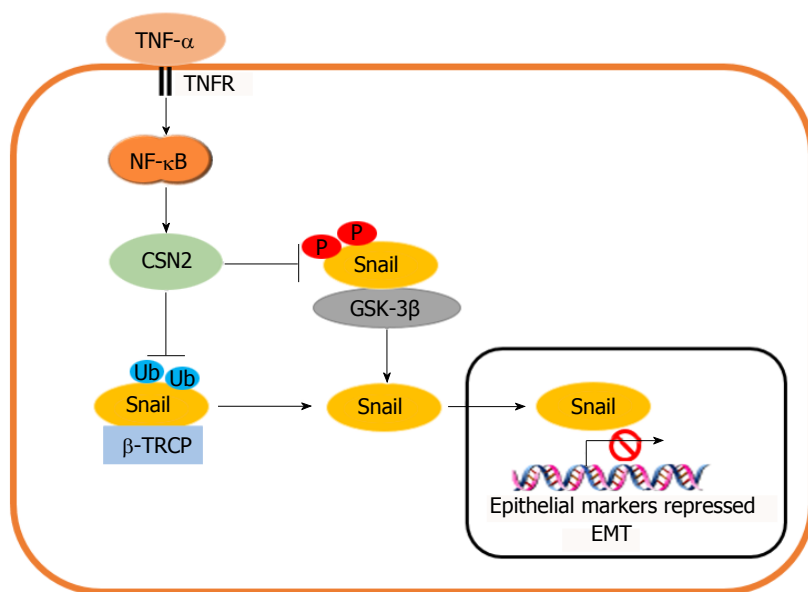 TNF-α
TNFR
NF-κB
P
P
CSN2
Snail
GSK-3β
Ub
Ub
Snail
Snail
Snail
β-TRCP
Epithelial markers repressed
EMT